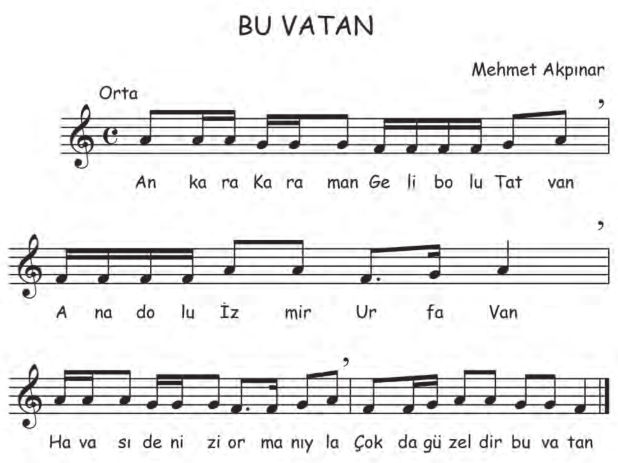 BU VATAN
Mehmet Akpınar
Orta
An ka ra Ka ra man Ge li bo lu Tat van
A na do lu İz mir Ur fa Van
Ha va sı de ni zi or ma nıy la Çok da gü zel dir bu va tan